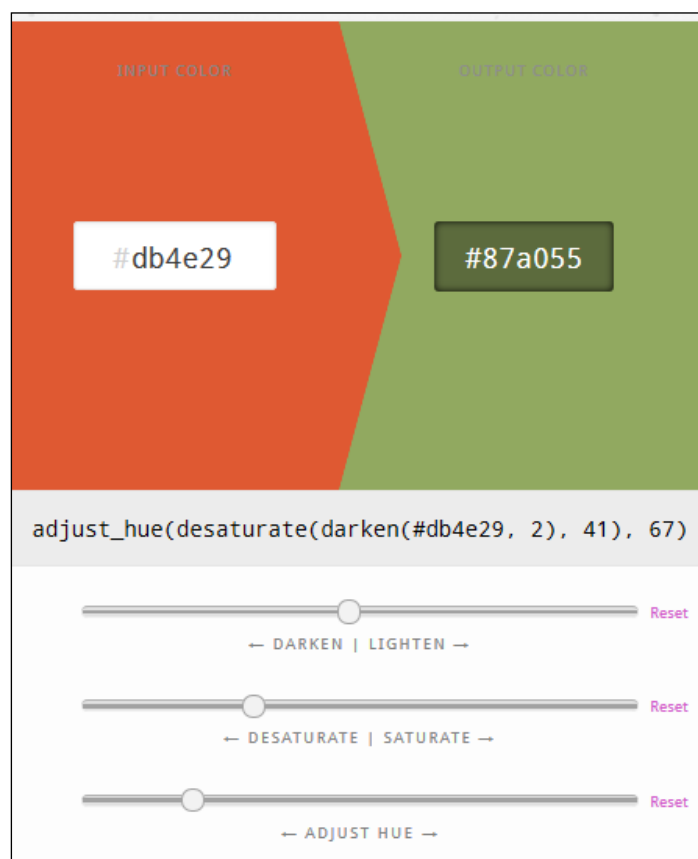 INPUT COLOR
OUTPUT COLOR
#db4e29
#87a055
adjust_hue(desaturate(darken(#db4e29, 2), 41), 67)
Reset
← DARKEN | LIGHTEN →
Reset
← DESATURATE | SATURATE →
Reset
← ADJUST HUE →